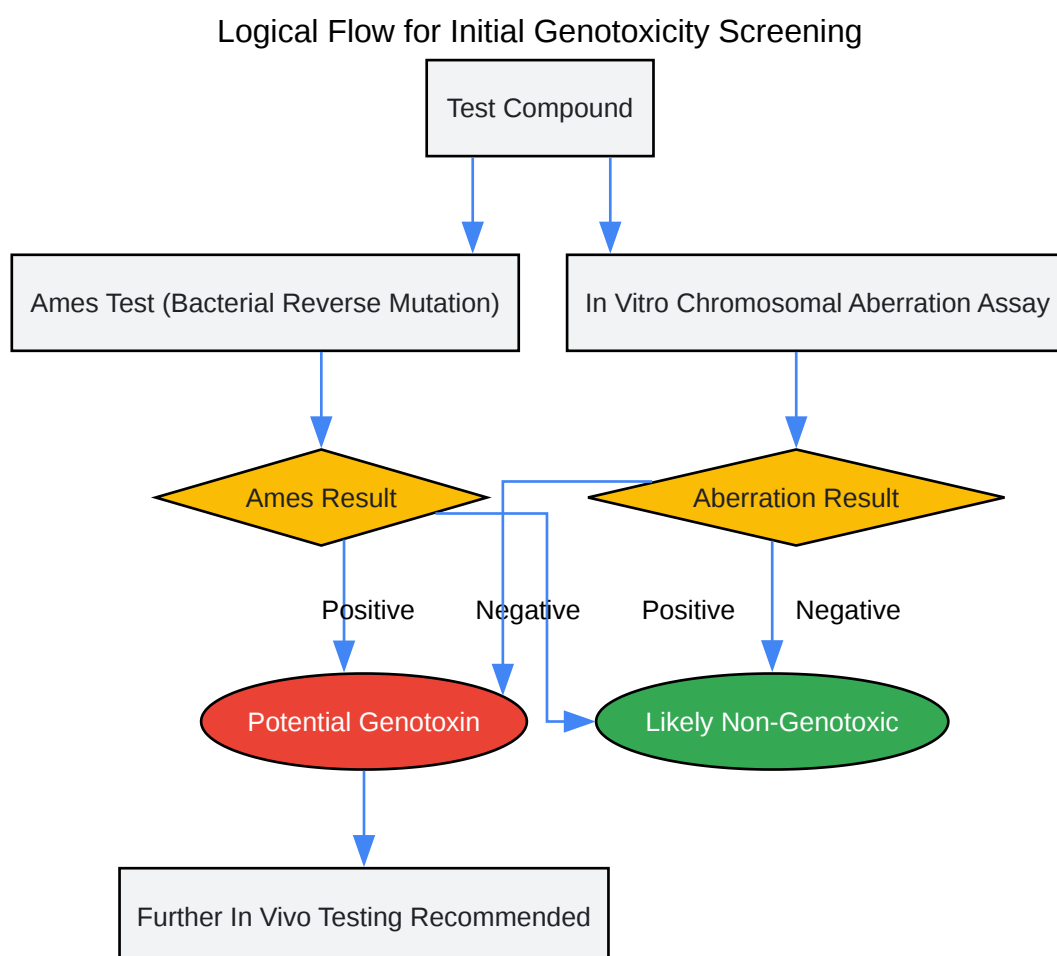 Logical Flow for Initial Genotoxicity Screening
Test Compound
Ames Test (Bacterial Reverse Mutation)
In Vitro Chromosomal Aberration Assay
Ames Result
Aberration Result
Positive
Negative
Positive
Negative
Potential Genotoxin
Likely Non-Genotoxic
Further In Vivo Testing Recommended